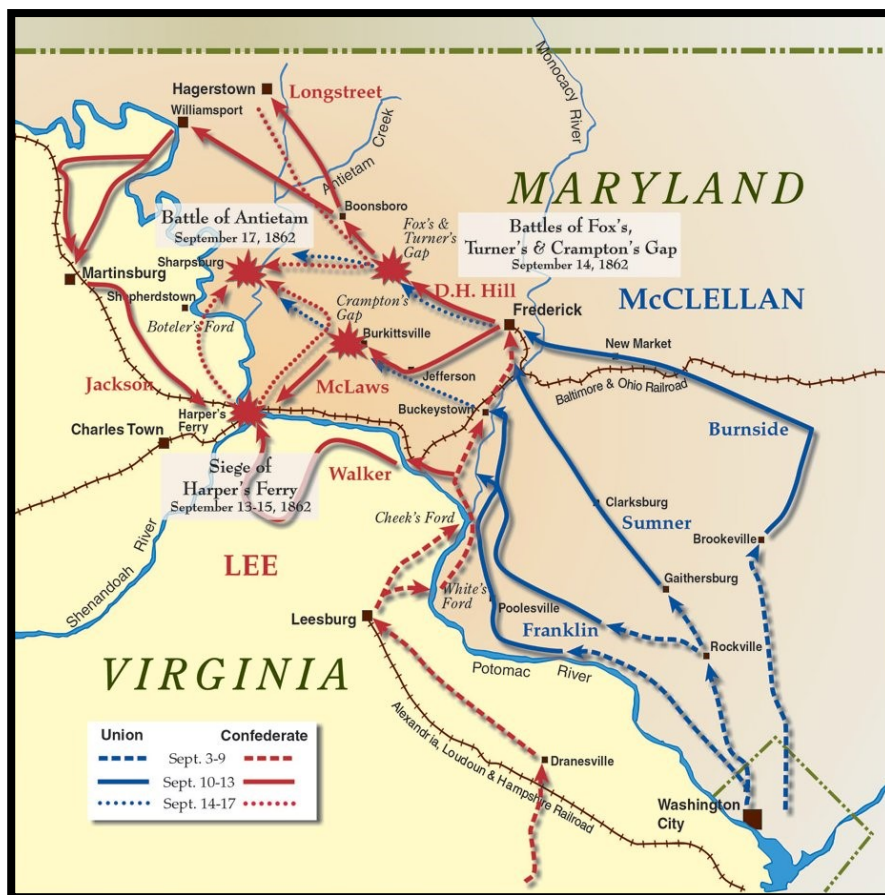 Hagerstown
Longstreet
Williamsport
Monocacy River
Antietam Creek
MARYLAND
Boonsboro
Battle of Antietam
September 17, 1862
Sharpsburg
Fox's &
Turner's
Gap
Battles of Fox's,
Turner's & Crampton's Gap
September 14, 1862
Martinsburg
Shepherdstown
Boteler's Ford
Crampton's
Gap
D.H. Hill
McCLELLAN
Frederick
Burkittsville
New Market
Jefferson
Baltimore & Ohio Railroad
Jackson
McLaws
Harper's
Ferry
Buckeystown
Burnside
Charles Town
Siege of
Harper's Ferry
September 13-15, 1862
Walker
Clarksburg
Sumner
Cheek's Ford
Brookeville
Shenandoah River
LEE
Gaithersburg
White's
Ford
Poolesville
Leesburg
Franklin
Rockville
VIRGINIA
Potomac River
Alexandria, Loudoun & Hampshire Railroad
Union Confederate
Sept. 3-9
Sept. 10-13
Sept. 14-17
Dranesville
Washington
City